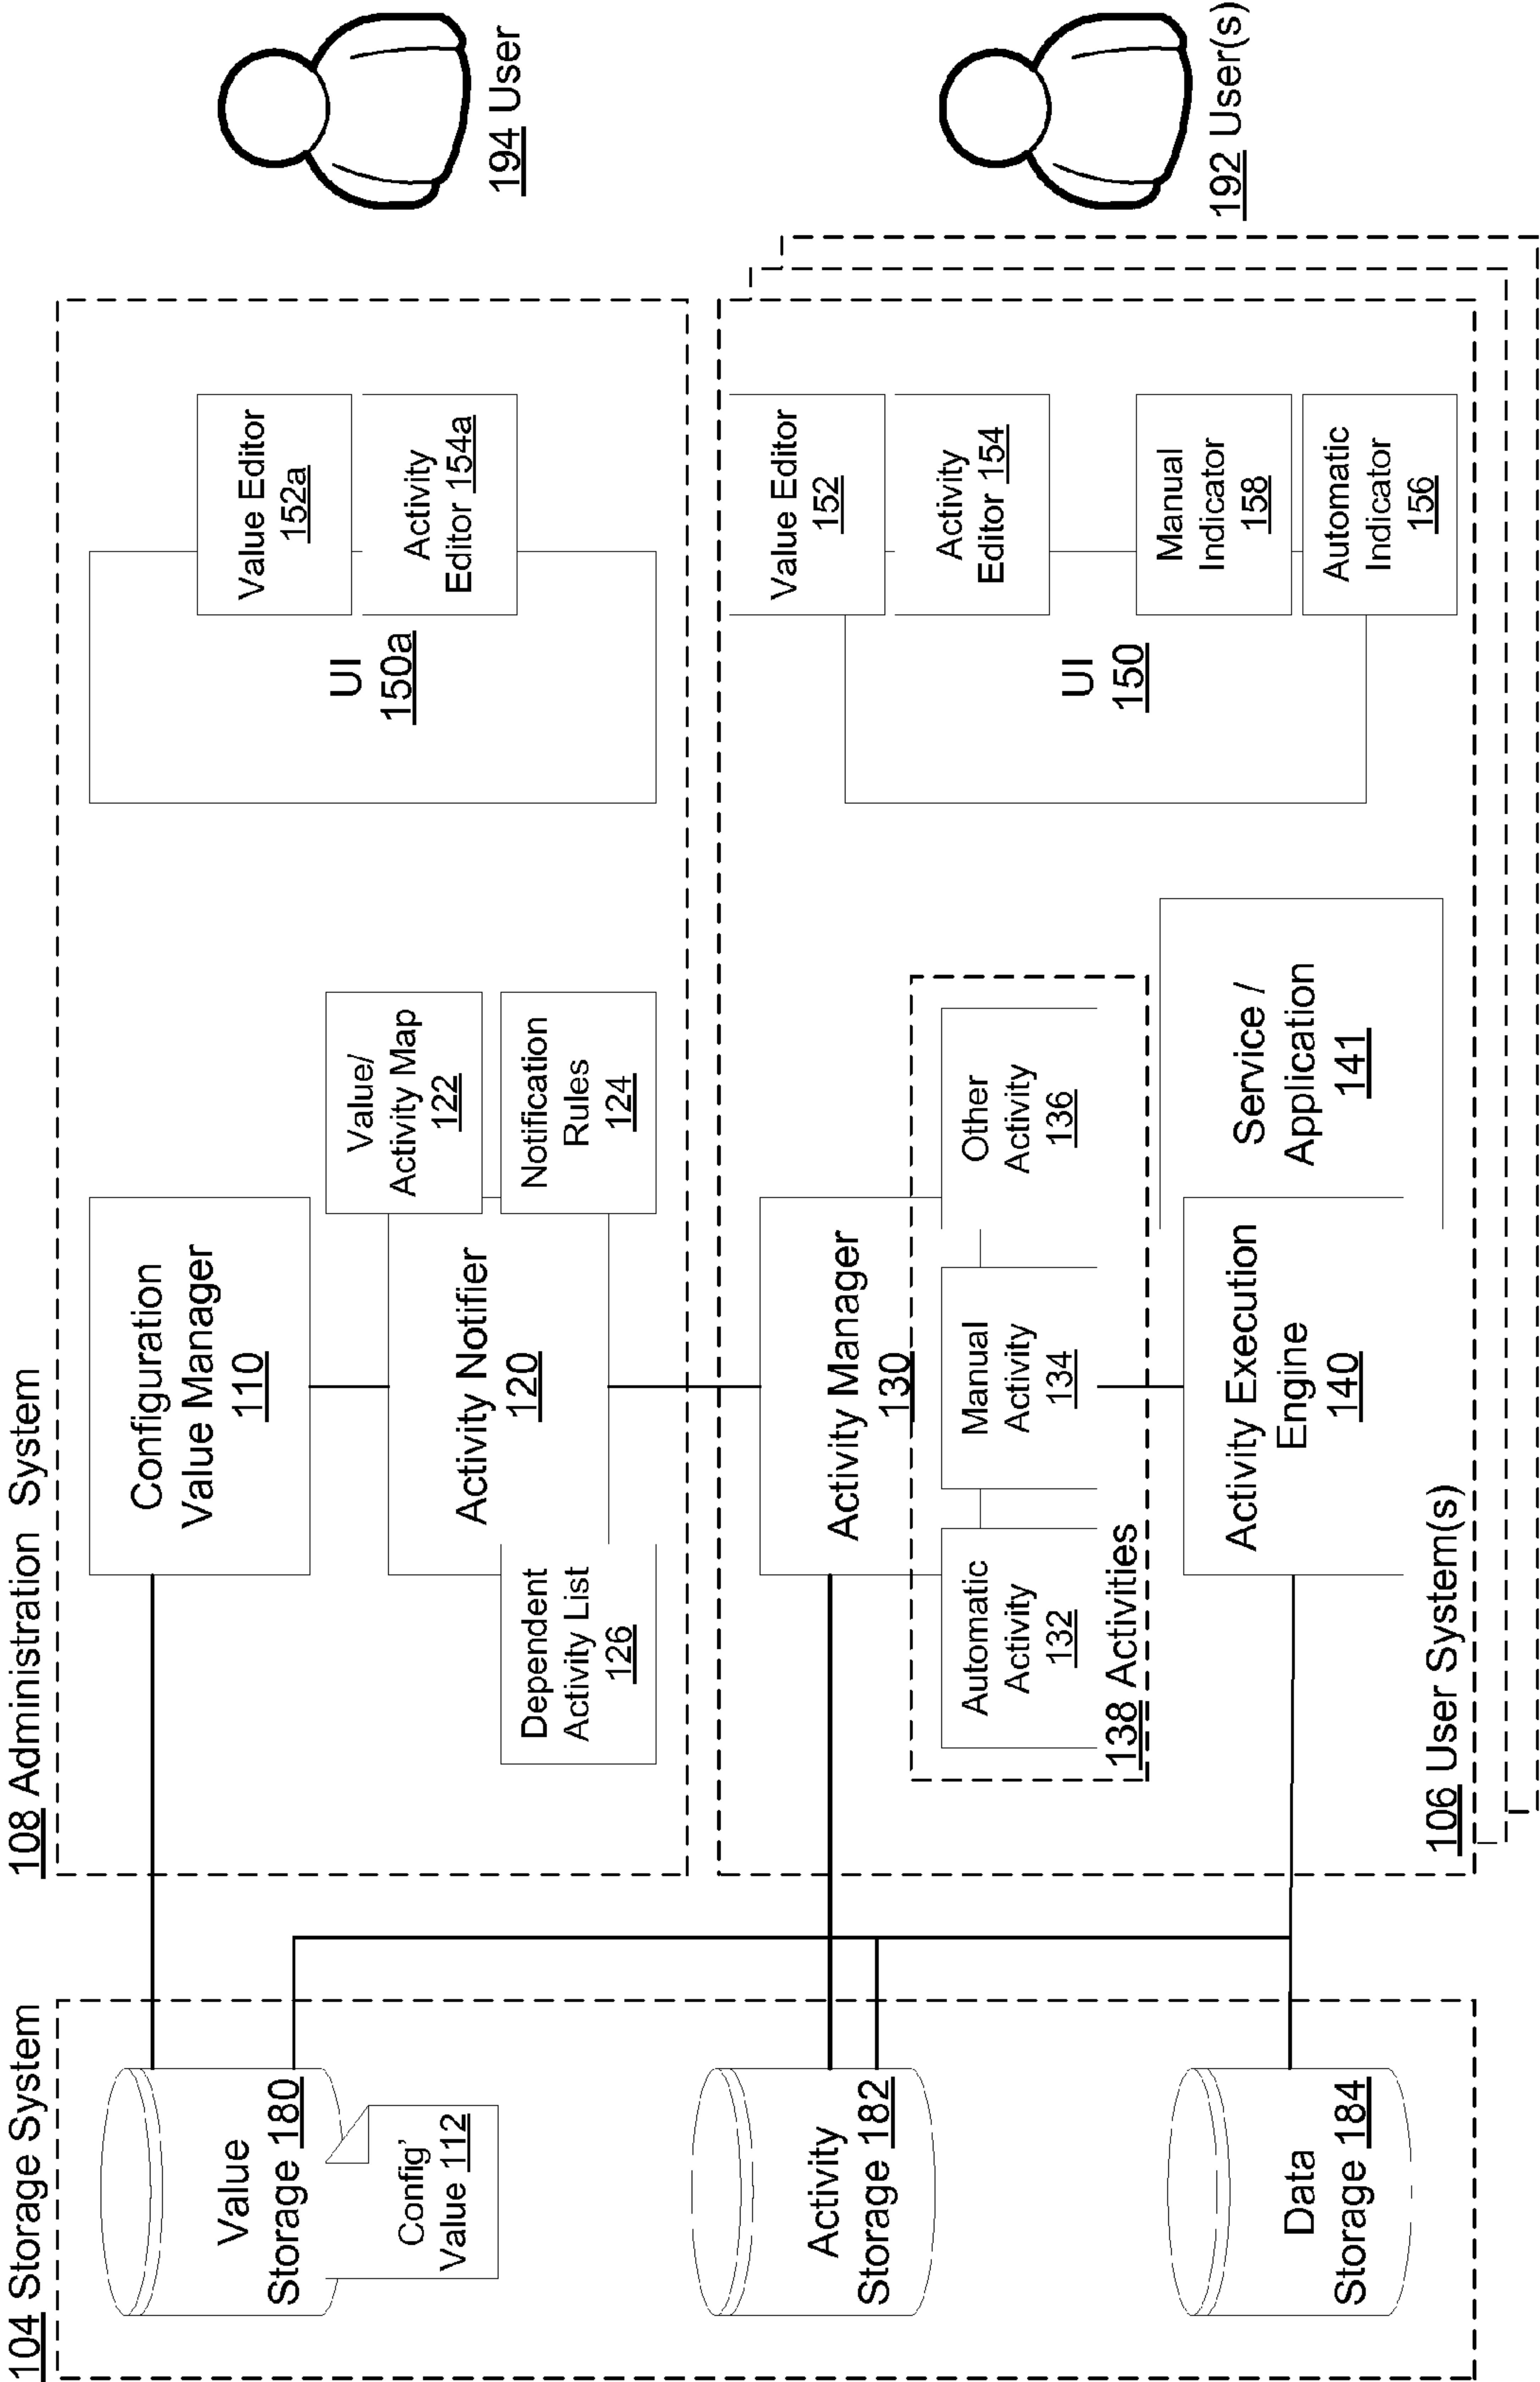 104 Storage System
Value
Storage 180
Config'
Value 112
Activity
Storage 182
Data
Storage 184
108 Administration System
Configuration
Value Manager
110
Activity Notifier
120
Value/
Activity Map
122
Notification
Rules
124
Dependent
Activity List
126
UI
150a
Value Editor
152a
Activity
Editor 154a
194 User
106 User System(s)
Activity Manager
130
Automatic
Activity
132
Manual
Activity
134
Other
Activity
136
138 Activities
Activity Execution
Engine
140
Service /
Application
141
UI
150
Value Editor
152
Activity
Editor 154
Manual
Indicator
158
Automatic
Indicator
156
192 User(s)